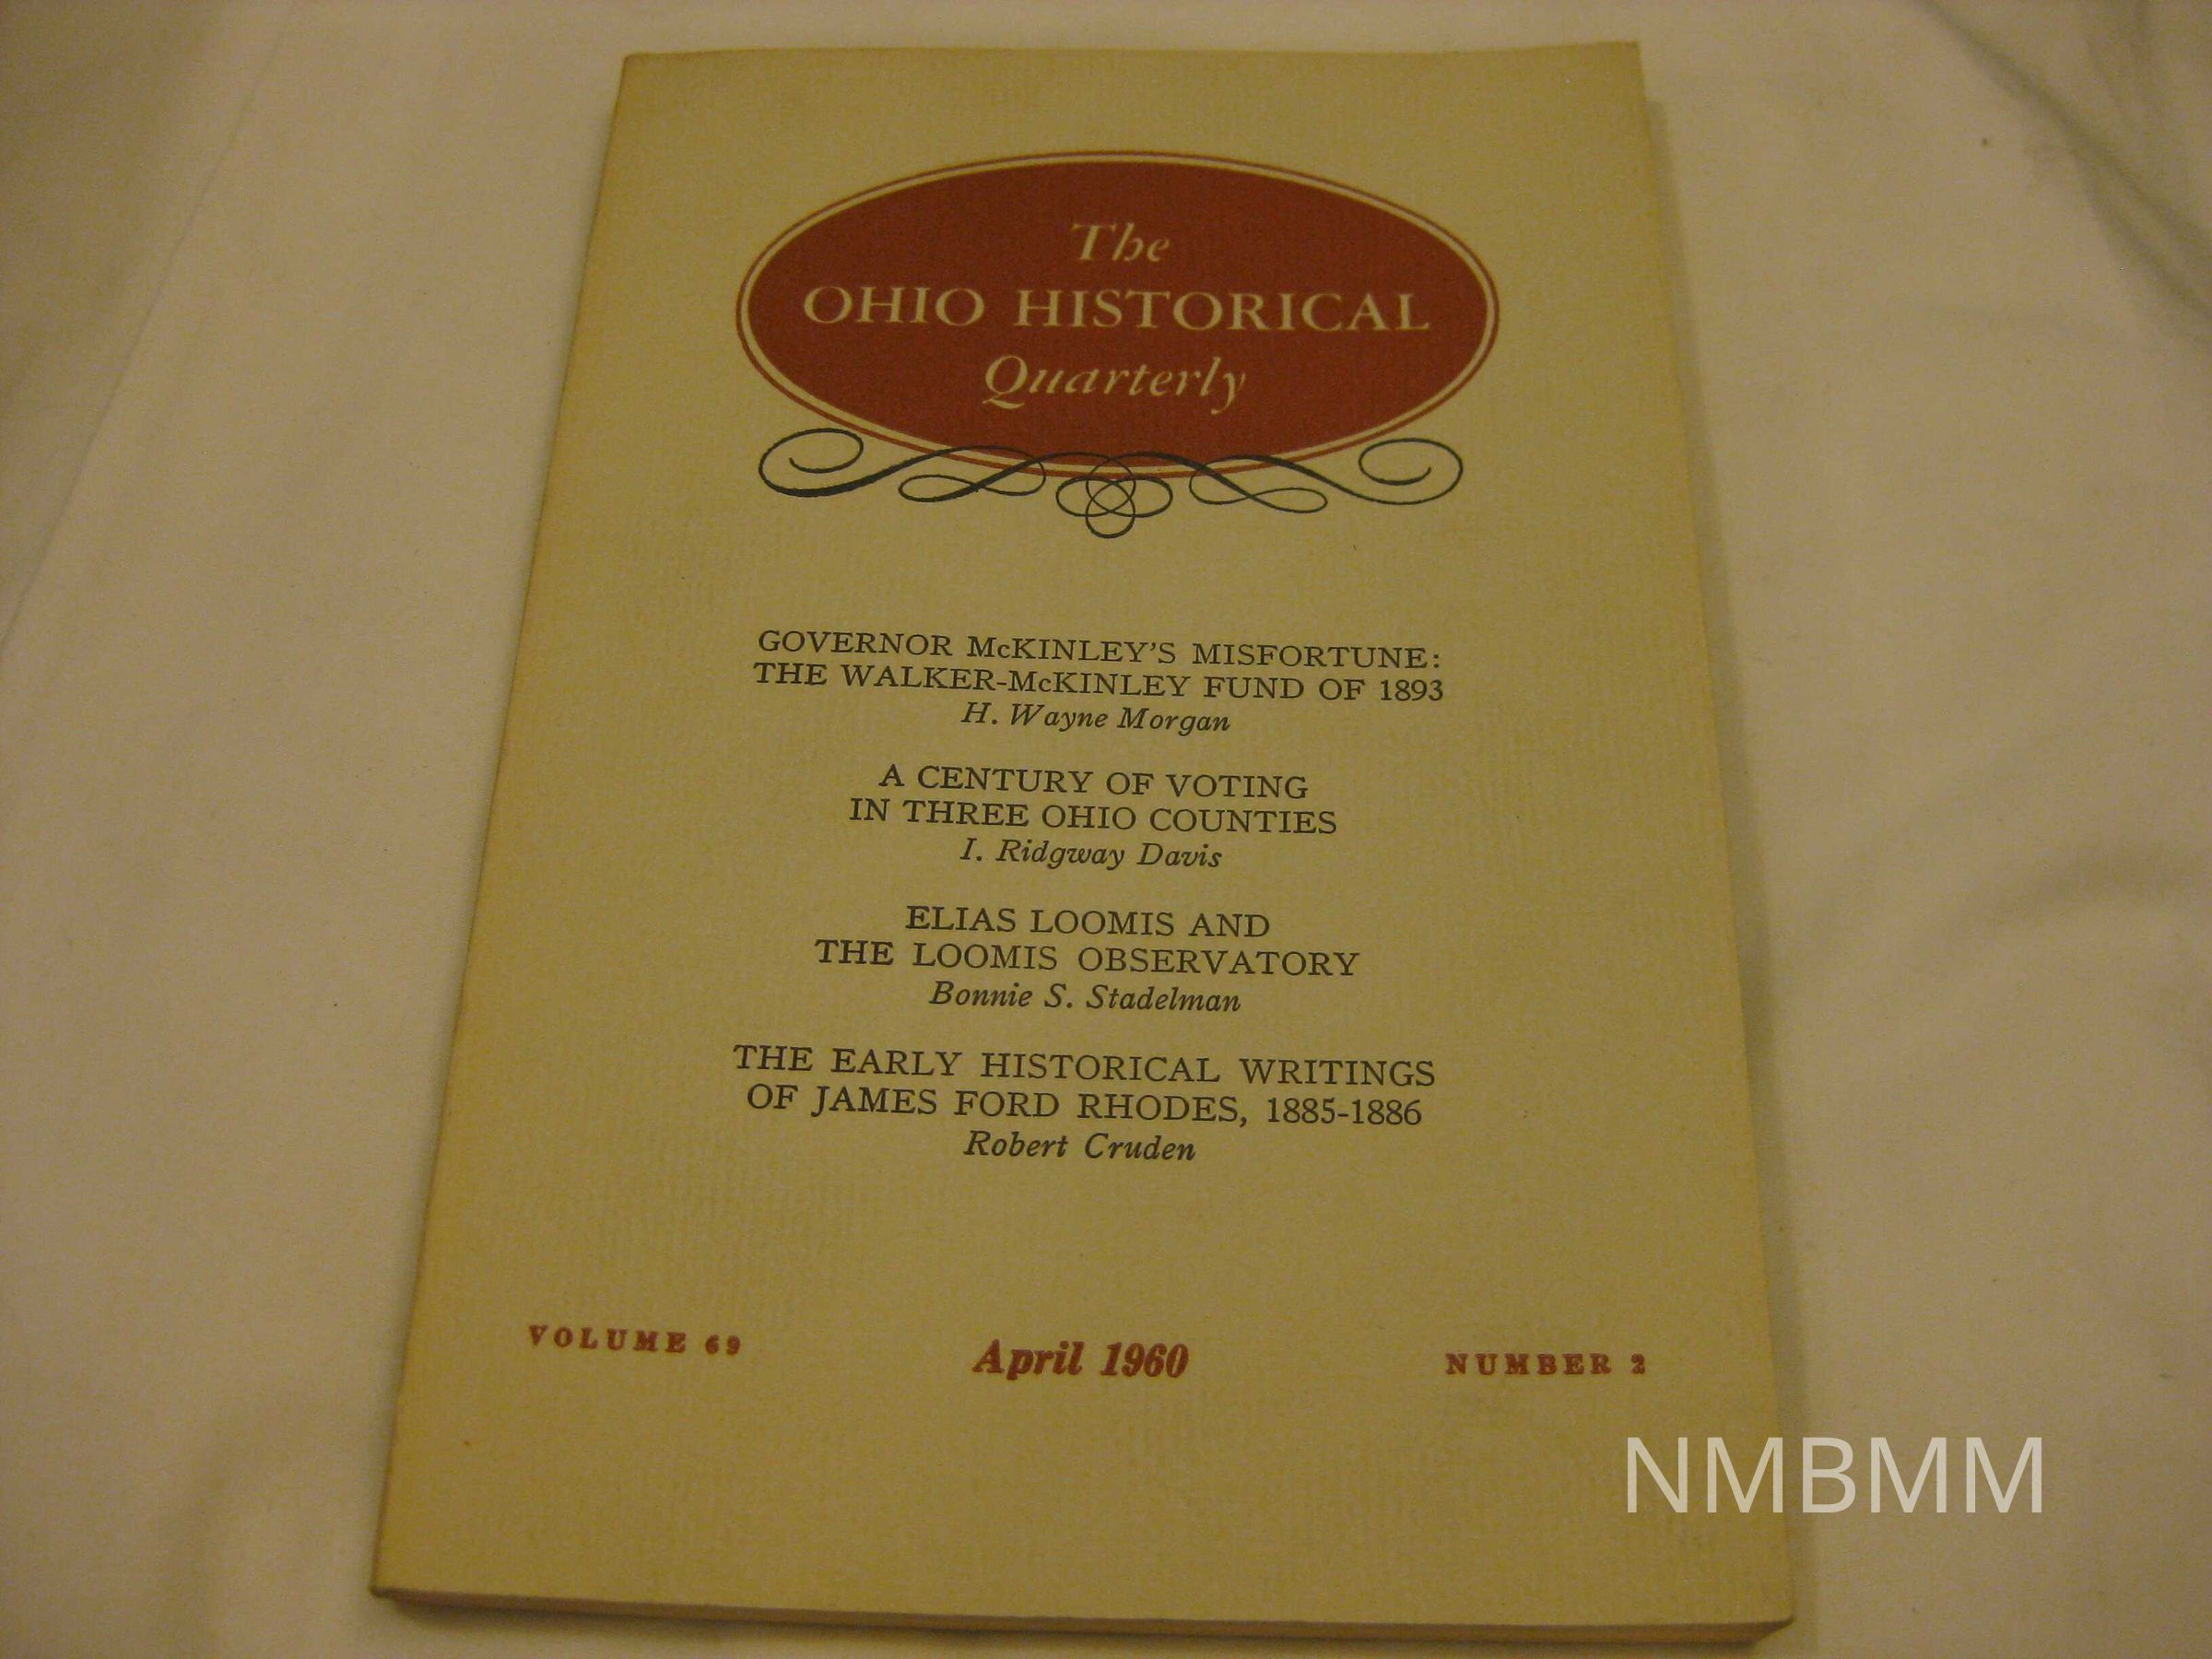 The
OHIO HISTORICAL
Quarterly
GOVERNOR McKINLEY'S MISFORTUNE:
THE WALKER-McKINLEY FUND OF 1893
H. Wayne Morgan
A CENTURY OF VOTING
IN THREE OHIO COUNTIES
I. Ridgway Davis
ELIAS LOOMIS AND
THE LOOMIS OBSERVATORY
Bonnie S. Stadelman
THE EARLY HISTORICAL WRITINGS
OF JAMES FORD RHODES, 1885-1886
Robert Cruden
VOLUME 69
April 1960
NUMBER 2
NMBMM